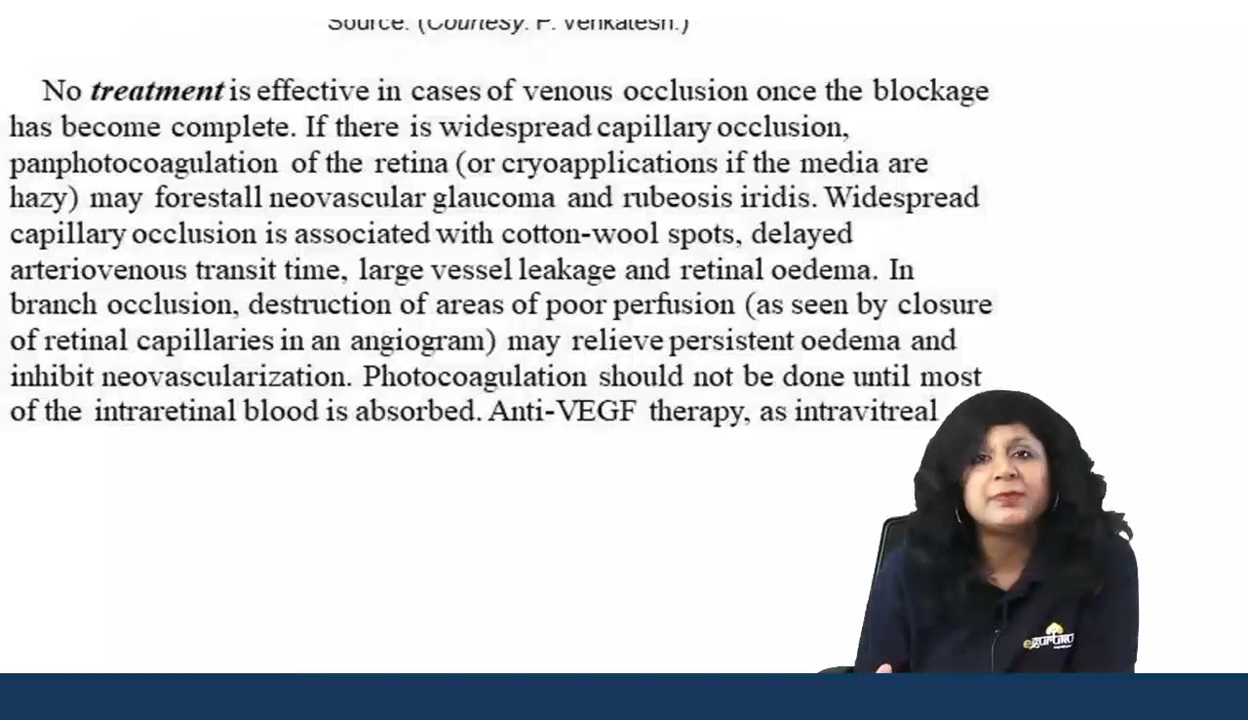 Source: (Courtesy: P. Venkatesh.)
No treatment is effective in cases of venous occlusion once the blockage
has become complete. If there is widespread capillary occlusion,
panphotocoagulation of the retina (or cryoapplications if the media are
hazy) may forestall neovascular glaucoma and rubeosis iridis. Widespread
capillary occlusion is associated with cotton-wool spots, delayed
arteriovenous transit time, large vessel leakage and retinal oedema. In
branch occlusion, destruction of areas of poor perfusion (as seen by closure
of retinal capillaries in an angiogram) may relieve persistent oedema and
inhibit neovascularization. Photocoagulation should not be done until most
of the intraretinal blood is absorbed. Anti-VEGF therapy, as intravitreal